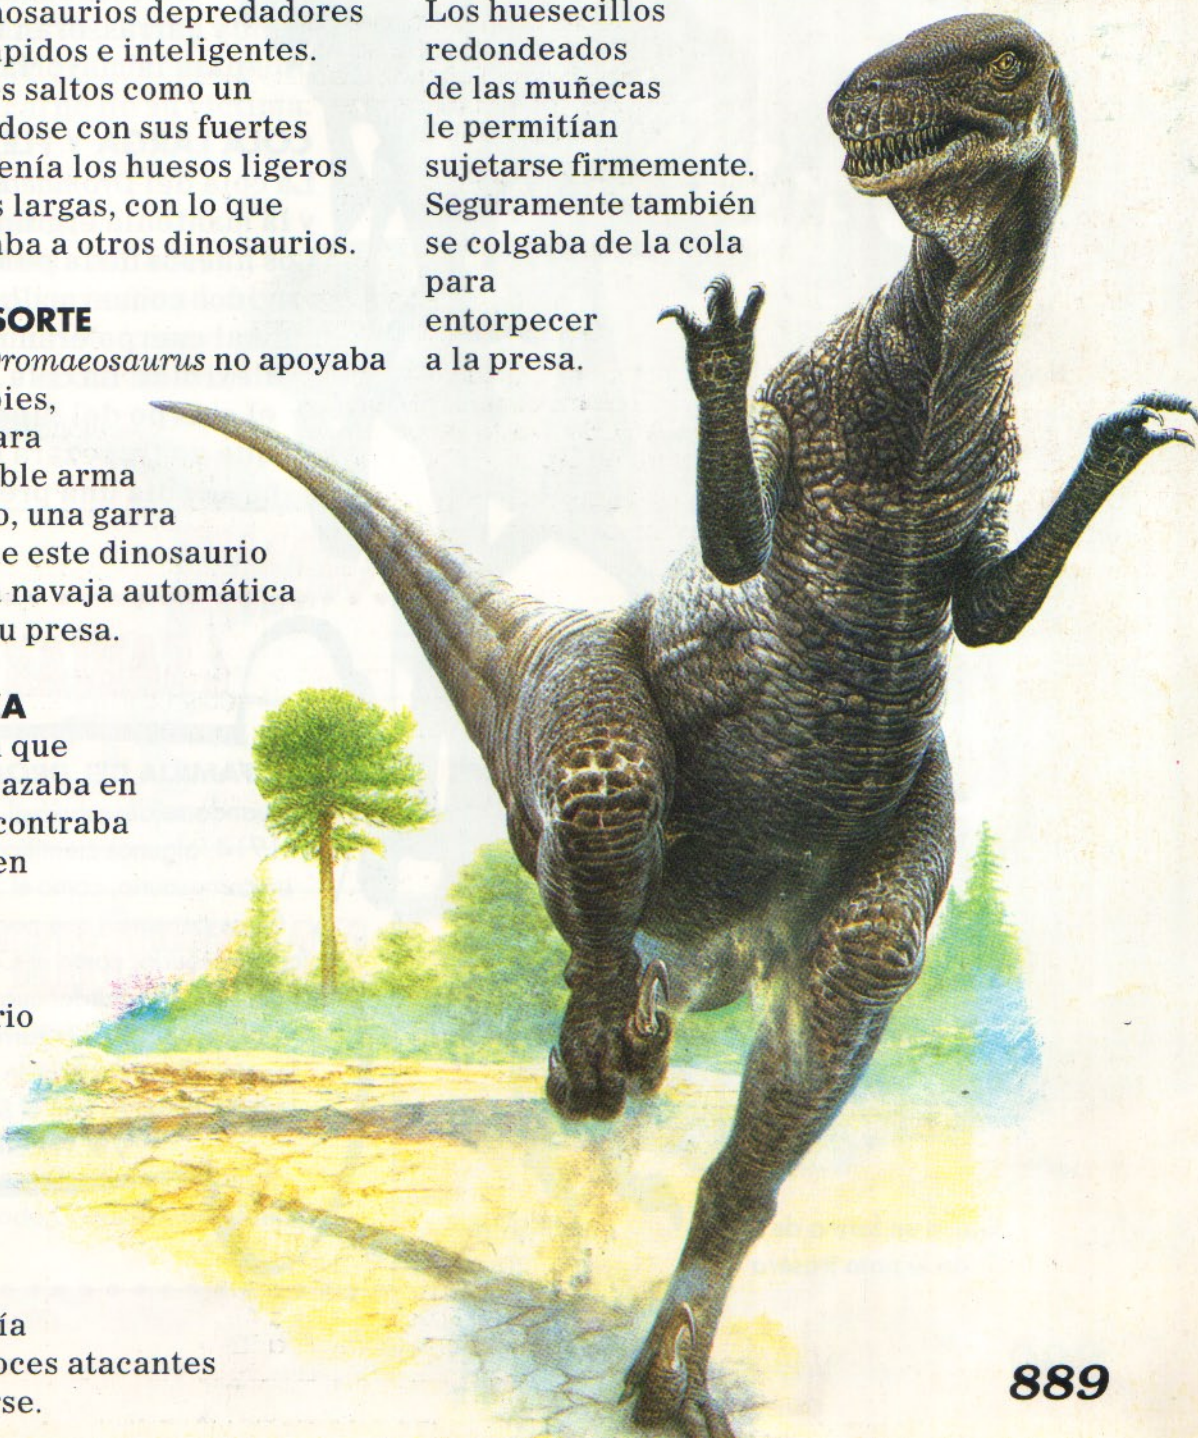 nosaurios depredadores
pidos e inteligentes.
s saltos como un
dose con sus fuertes
enía los huesos ligeros
s largas, con lo que
ba a otros dinosaurios.
SORTE
romaeosaurus no apoyaba
ies,
ara
ble arma
o, una garra
e este dinosaurio
navaja automática
u presa.
A
que
azaba en
contraba
en
rio
ía
oces atacantes
rse.
Los huesecillos
redondeados
de las muñecas
le permitían
sujetarse firmemente.
Seguramente también
se colgaba de la cola
para
entorpecer
a la presa.
889